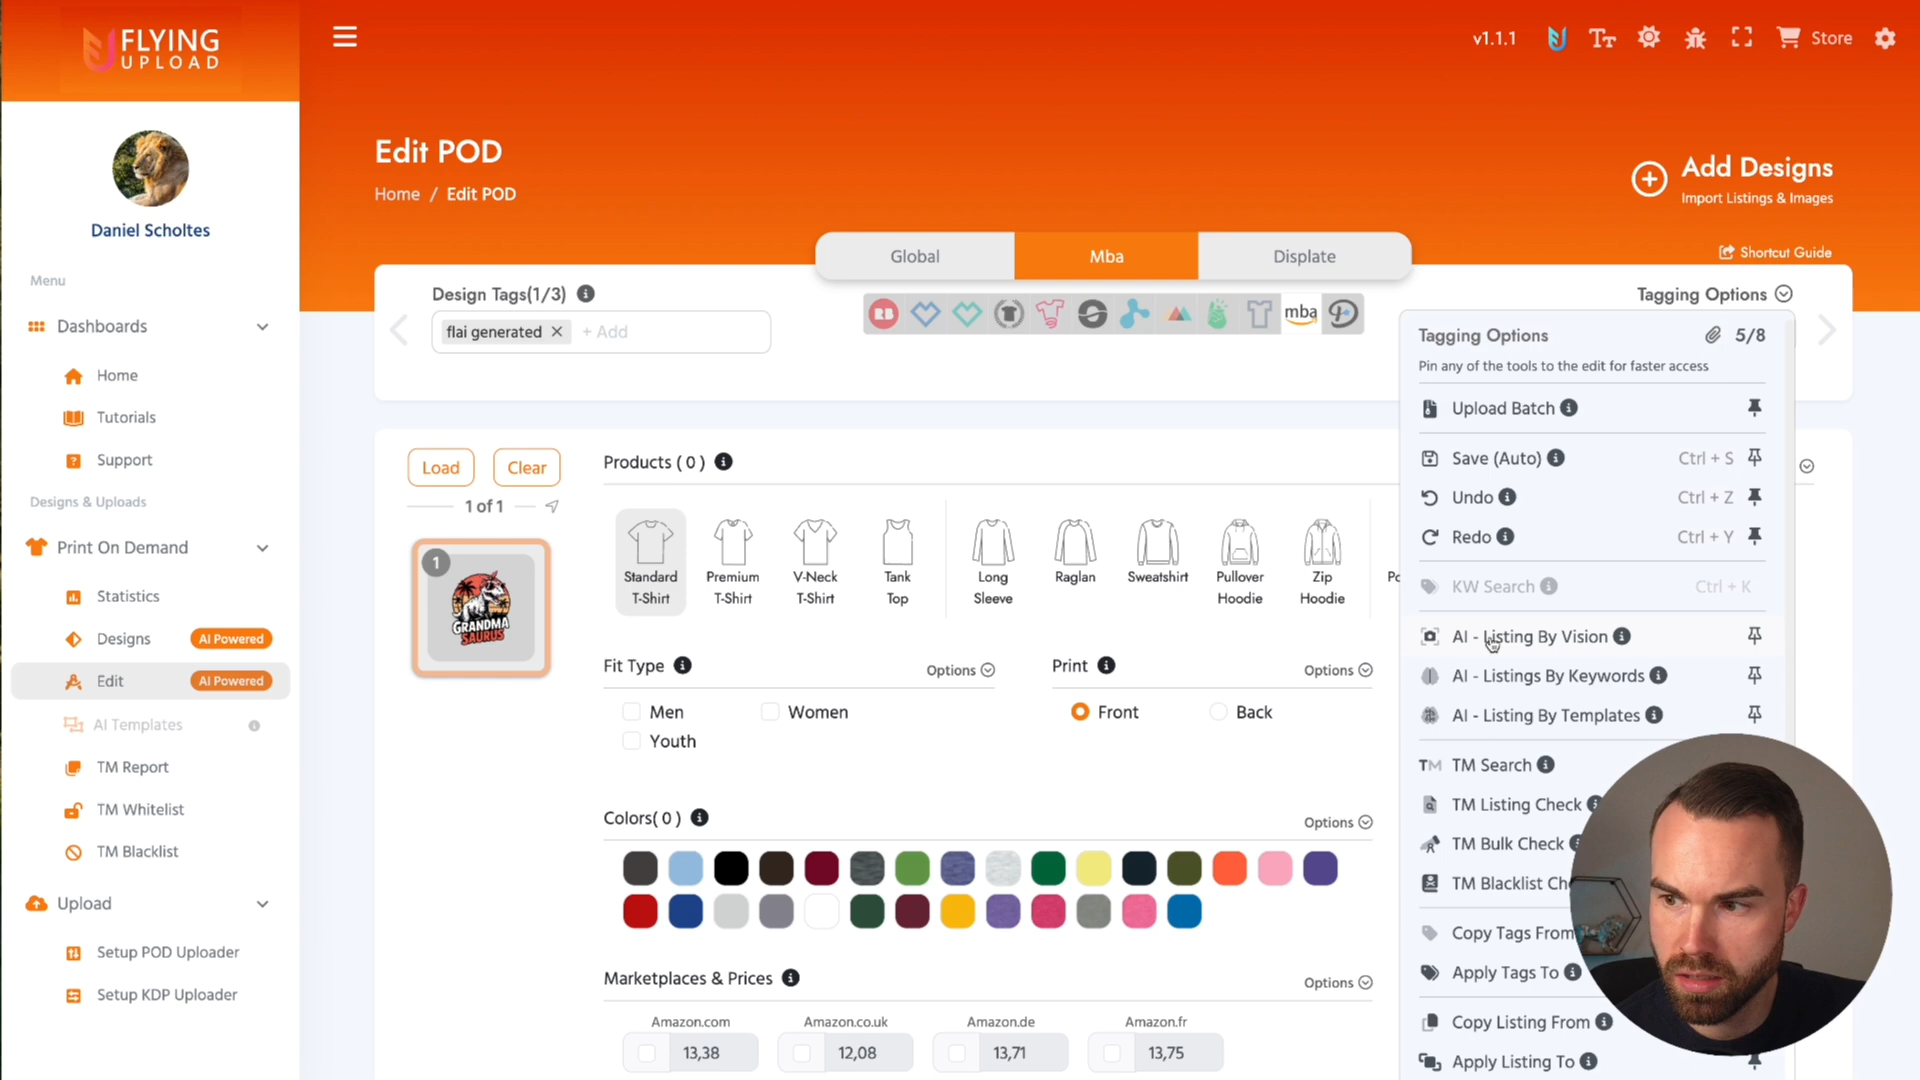 FLYING
UPLOAD
v1.1.1
Store
Edit POD
Home / Edit POD
Add Designs
Import Listings & Images
Daniel Scholtes
Global
Mba
Displate
Shortcut Guide
Menu
Dashboards
Home
Tutorials
Support
Designs & Uploads
Print On Demand
Statistics
Designs AI Powered
Edit AI Powered
AI Templates
TM Report
TM Whitelist
TM Blacklist
Upload
Setup POD Uploader
Setup KDP Uploader
Design Tags(1/3)
flai generated × + Add
RB
mba
Tagging Options
Tagging Options 5/8
Pin any of the tools to the edit for faster access
Upload Batch
Save (Auto) Ctrl + S
Undo Ctrl + Z
Redo Ctrl + Y
KW Search Ctrl + K
AI - Listing By Vision
AI - Listings By Keywords
AI - Listing By Templates
TM TM Search
TM Listing Check
TM Bulk Check
TM Blacklist Ch
Copy Tags From
Apply Tags To
Copy Listing From
Apply Listing To
Load
Clear
1 of 1
1
GRANDMA
SAURUS
Products ( 0 )
Standard
T-Shirt
Premium
T-Shirt
V-Neck
T-Shirt
Tank
Top
Long
Sleeve
Raglan
Sweatshirt
Pullover
Hoodie
Zip
Hoodie
Po
Fit Type
Options
Men
Women
Youth
Print
Options
Front
Back
Colors( 0 )
Options
Marketplaces & Prices
Options
Amazon.com
13,38
Amazon.co.uk
12,08
Amazon.de
13,71
Amazon.fr
13,75